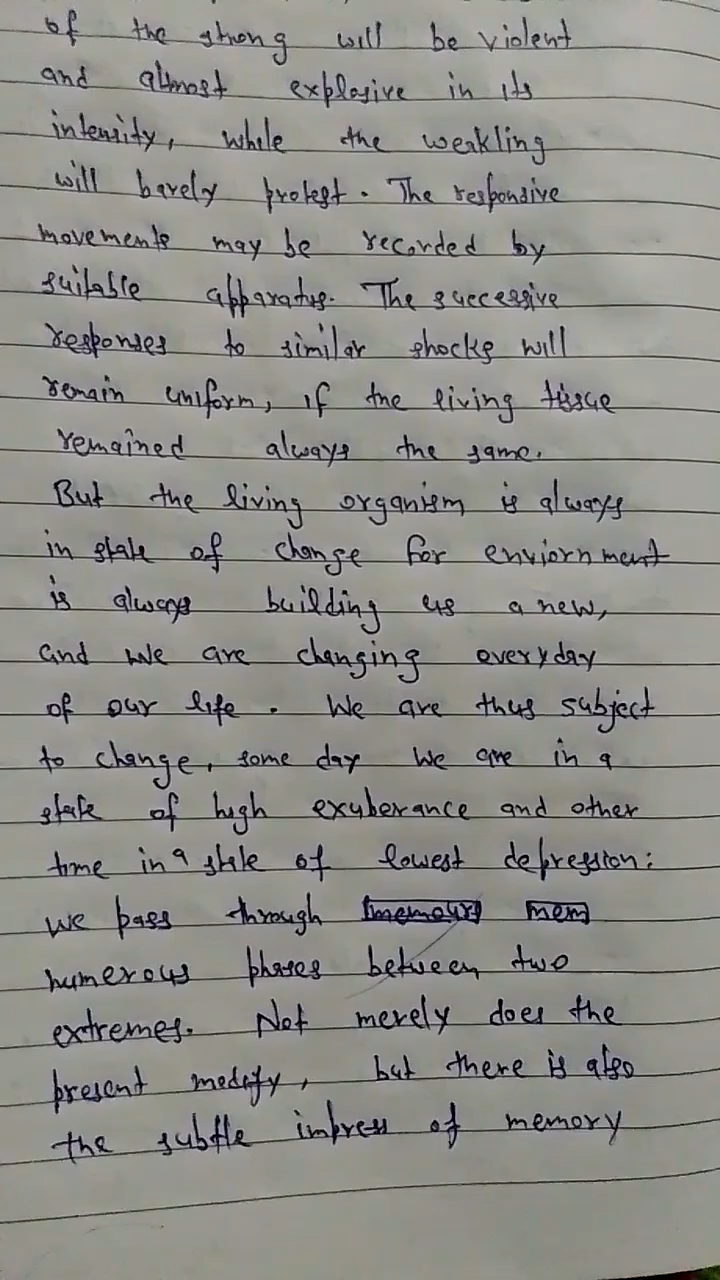 of the strong will be violent
and almost explosive in its
intensity, while the weakling
will barely protest. The responsive
movements may be recorded by
suitable apparatus. The successive
responses to similar shocks will
remain uniform, if the living tissue
remained always the same.
But the living organism is always
in state of change for enviornment
is always building us a new,
and we are changing everyday
of our life. We are thus subject
to change, some day we are in a
state of high exuberance and other
time in a state of lowest depression:
we pass through
numerous phases between two
extremes. Not merely does the
present modify, but there is also
the subtle impress of memory